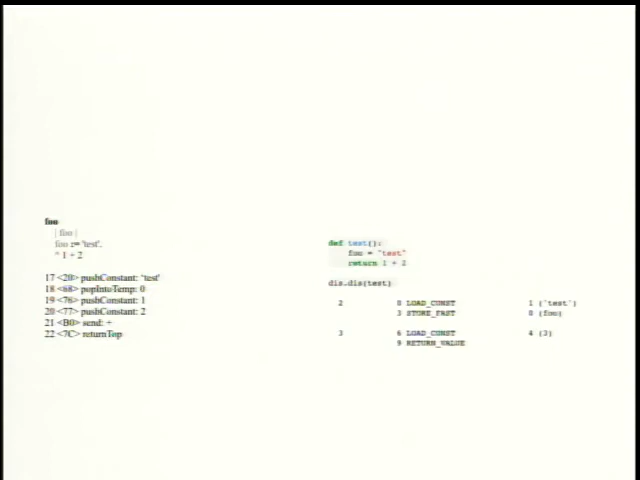 foo
| foo |
foo := 'test'.
^ 1 + 2
17 <20> pushConstant: 'test'
18 <68> popIntoTemp: 0
19 <76> pushConstant: 1
20 <77> pushConstant: 2
21 <B0> send: +
22 <7C> returnTop
def test():
foo = "test"
return 1 + 2
dis.dis(test)
2 0 LOAD_CONST 1 ('test')
3 STORE_FAST 0 (foo)
3 6 LOAD_CONST 4 (3)
9 RETURN_VALUE